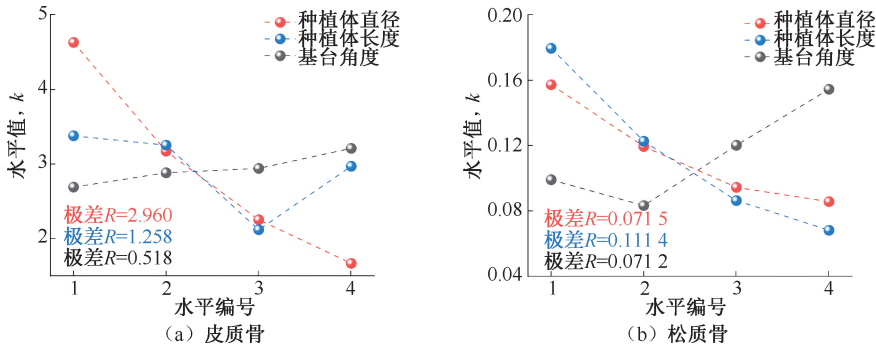 种植体直径
种植体长度
基台角度
5
4
3
2
水平值, k
极差R=2.960
极差R=1.258
极差R=0.518
1 2 3 4
水平编号
(a) 皮质骨
种植体直径
种植体长度
基台角度
0.20
0.16
0.12
0.08
0.04
水平值, k
极差R=0.071 5
极差R=0.111 4
极差R=0.071 2
1 2 3 4
水平编号
(b) 松质骨